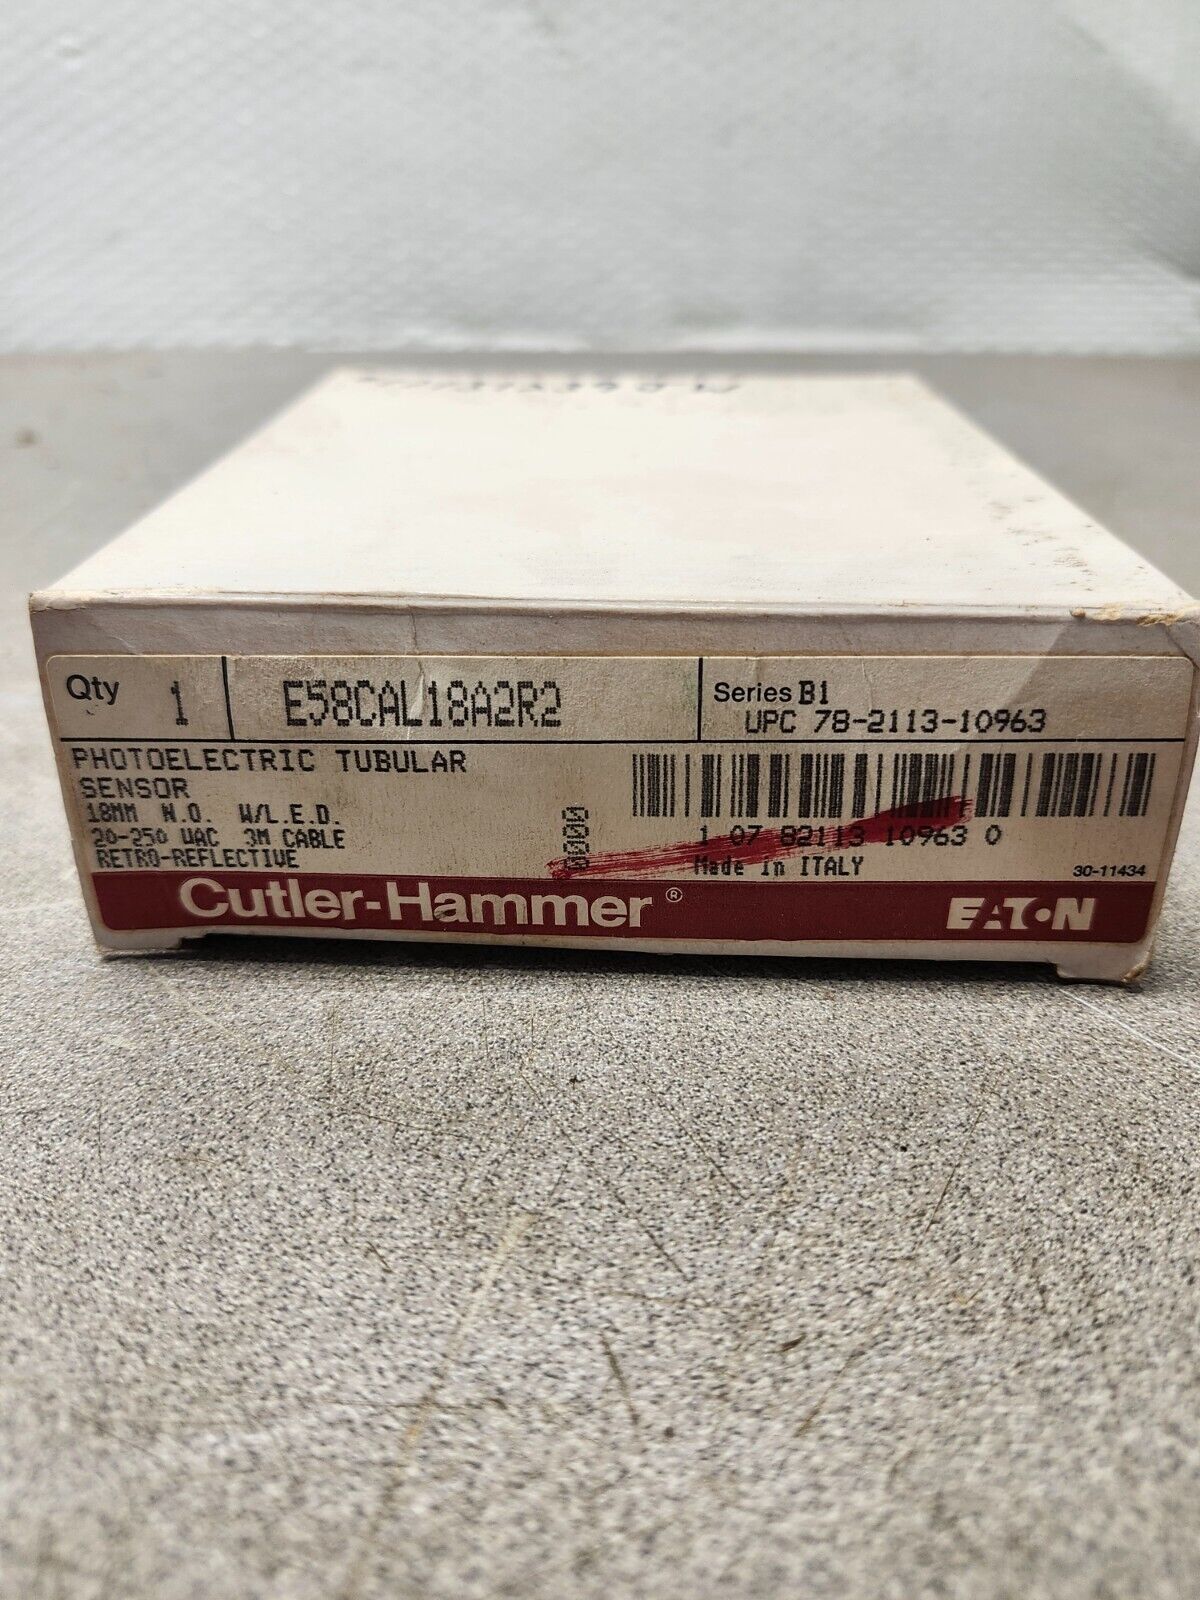 Qty 1 E58CAL18A2R2 Series B1
UPC 78-2113-10963
PHOTOELECTRIC TUBULAR
SENSOR
18MM N.O. W/L.E.D.
20-250 VAC 3M CABLE
RETRO-REFLECTIVE
0000
1 07 82113 10963 0
Made in ITALY
30-11434
Cutler-Hammer®
EATON